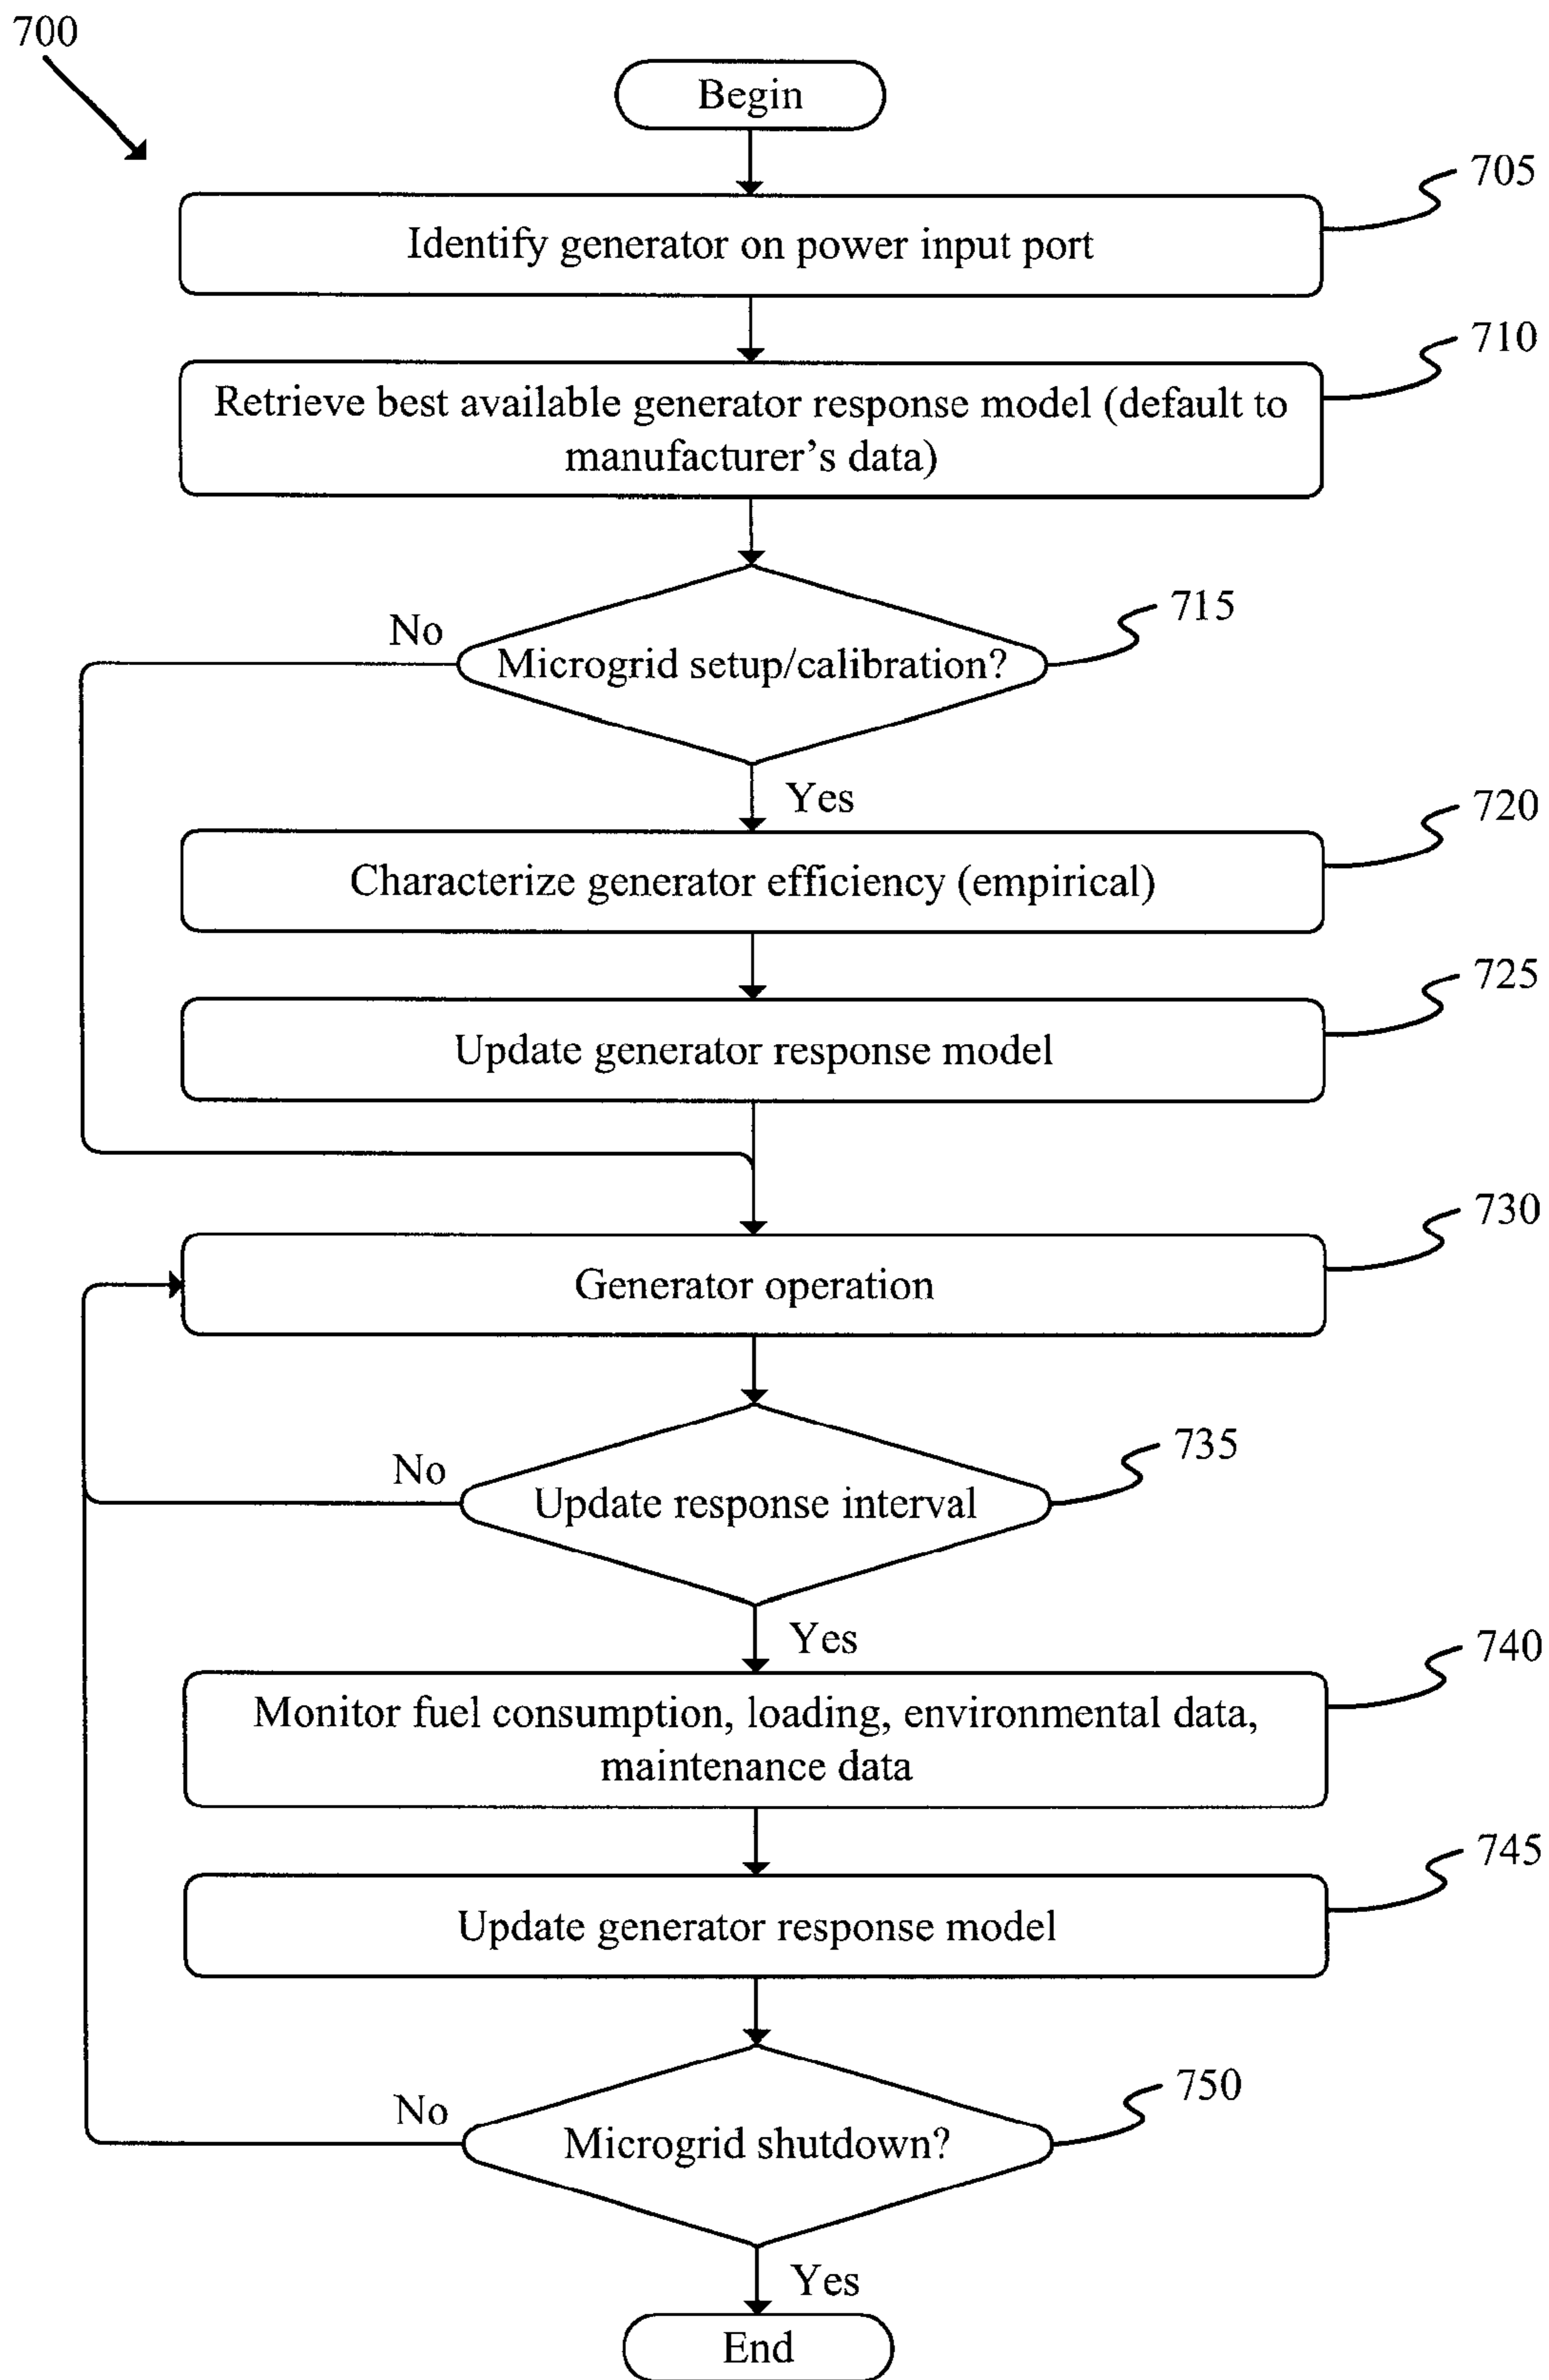 700
Begin
705
Identify generator on power input port
710
Retrieve best available generator response model (default to
manufacturer's data)
715
No
Microgrid setup/calibration?
Yes
720
Characterize generator efficiency (empirical)
725
Update generator response model
730
Generator operation
735
No
Update response interval
Yes
740
Monitor fuel consumption, loading, environmental data,
maintenance data
745
Update generator response model
750
No
Microgrid shutdown?
Yes
End